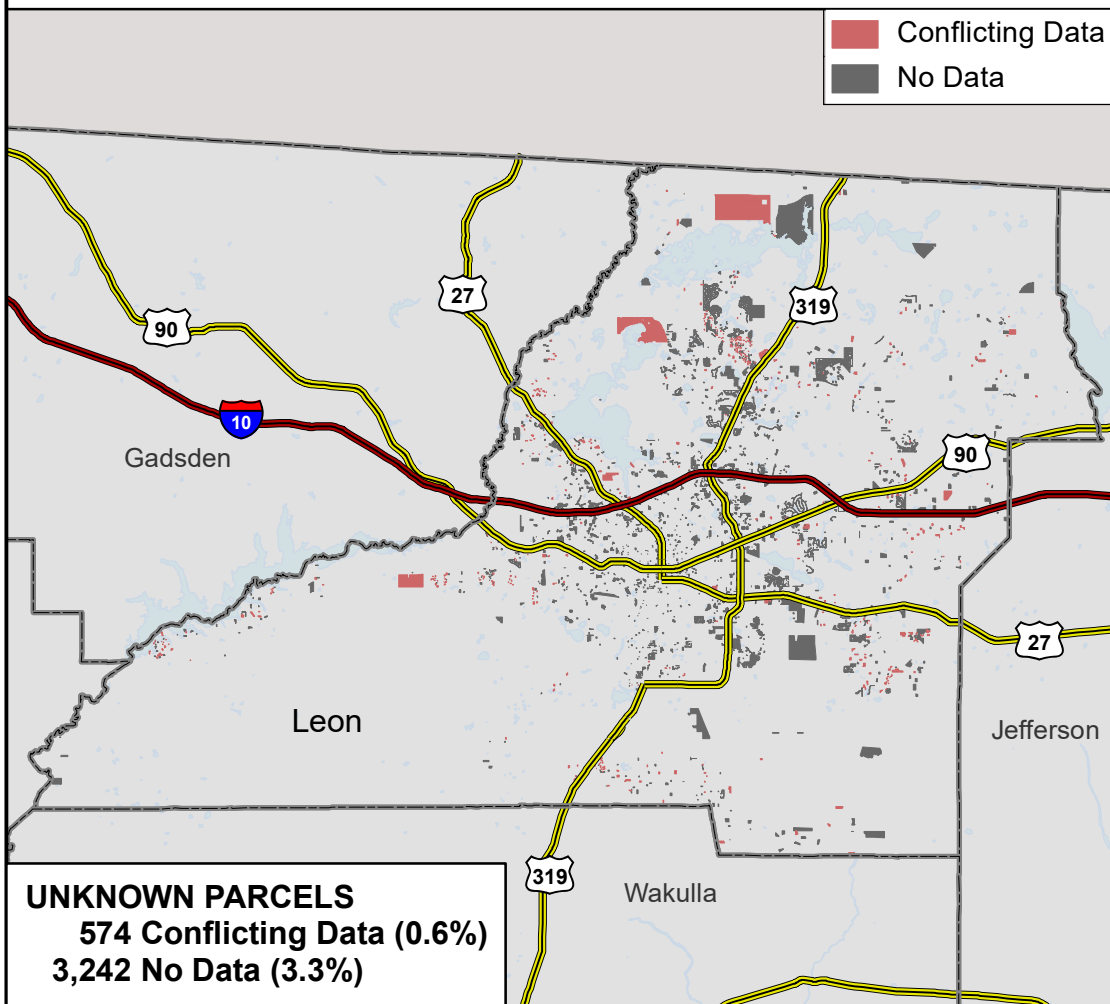 Conflicting Data
No Data
27
319
90
10
Gadsden
90
27
Leon
Jefferson
319
Wakulla
UNKNOWN PARCELS
574 Conflicting Data (0.6%)
3,242 No Data (3.3%)